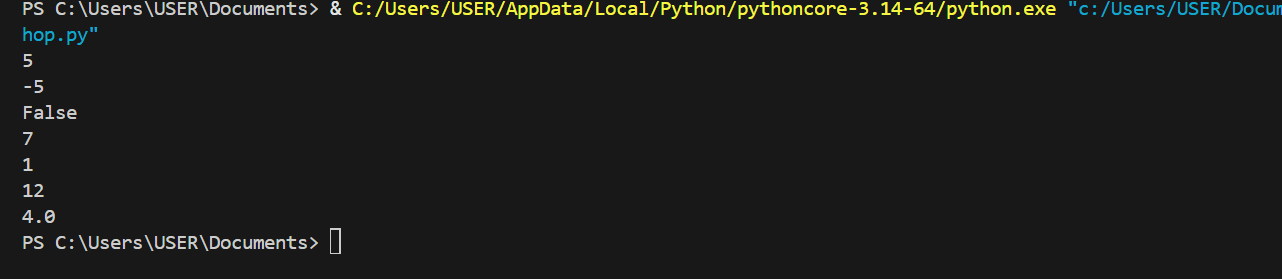 PS C:\Users\USER\Documents> & C:/Users/USER/AppData/Local/Python/pythoncore-3.14-64/python.exe "c:/Users/USER/Docum
hop.py"
5
-5
False
7
1
12
4.0
PS C:\Users\USER\Documents>